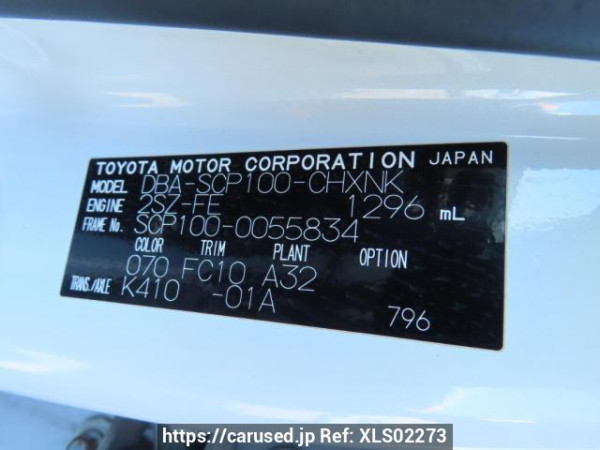 TOYOTA MOTOR CORPORATION JAPAN
MODEL DBA-SCP100-CHXNK
ENGINE 2SZ-FE 1296 mL
FRAME No. SCP100-0055834
COLOR TRIM PLANT OPTION
070 FC10 A32
TRANS./AXLE K410 -01A
796
https://carused.jp Ref: XLS02273